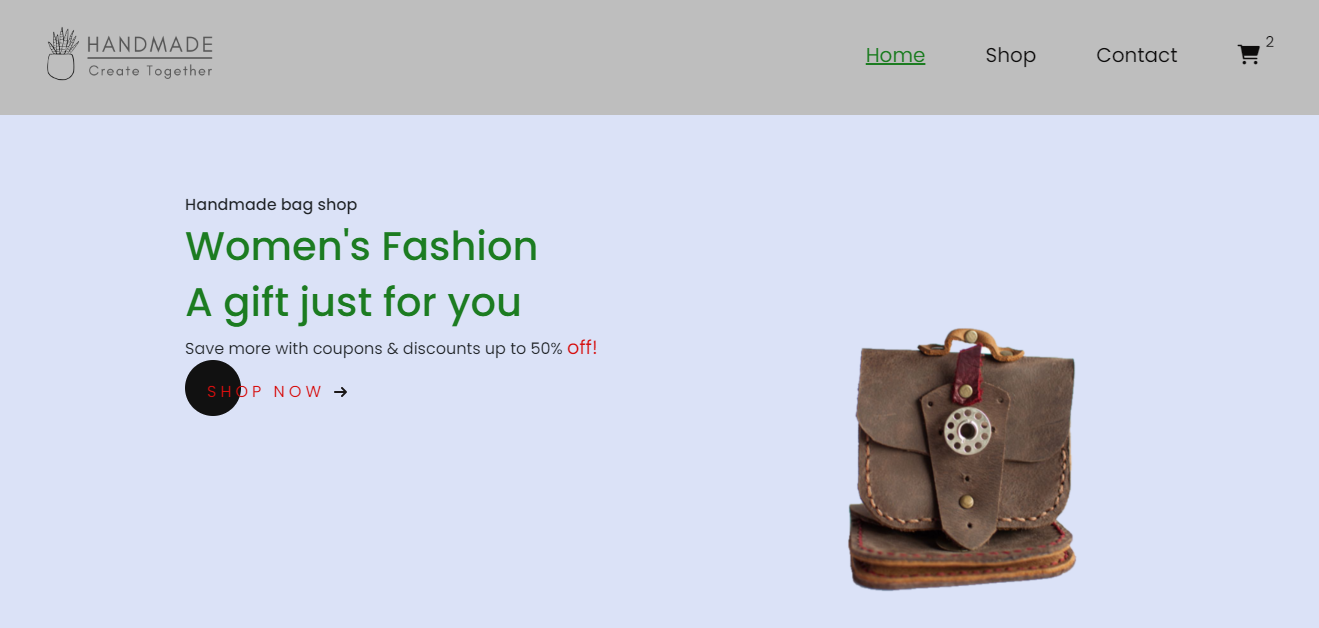 HANDMADE
Create Together
Home Shop Contact 2
Handmade bag shop
Women's Fashion
A gift just for you
Save more with coupons & discounts up to 50% off!
SHOP NOW →